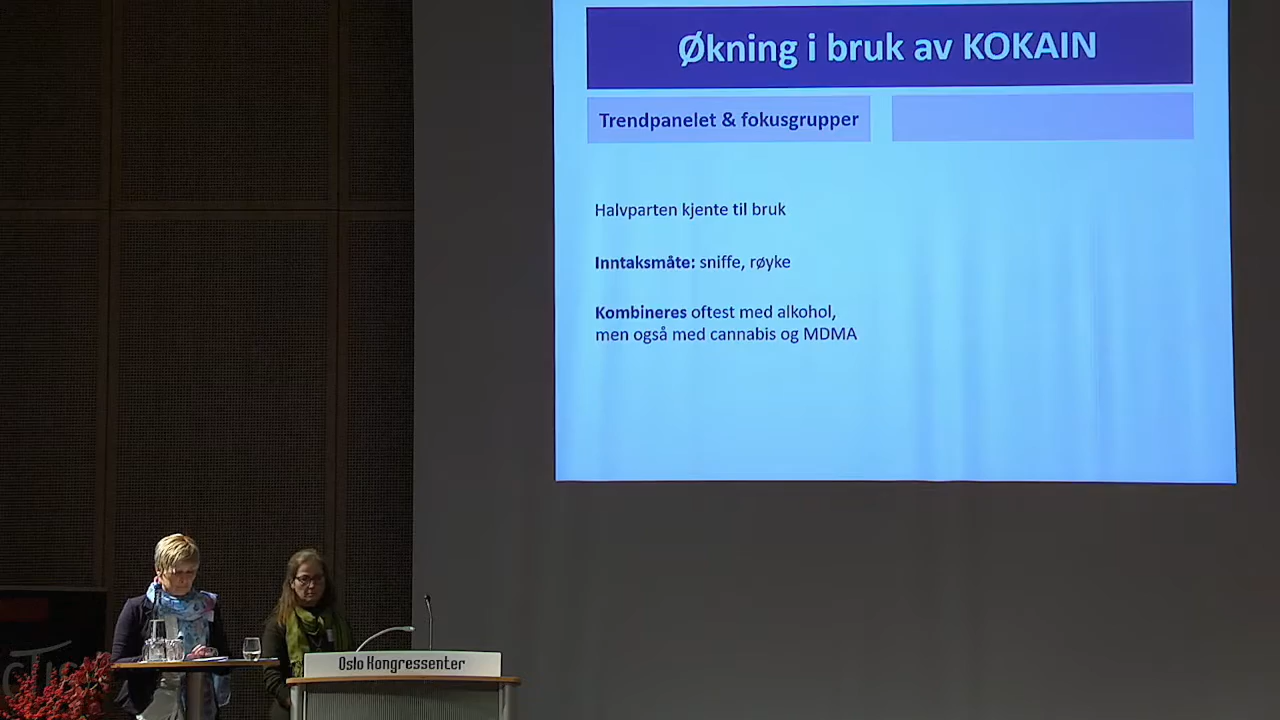 Økning i bruk av KOKAIN
Trendpanelet & fokusgrupper
Halvparten kjente til bruk
Inntaksmåte: sniffe, røyke
Kombineres oftest med alkohol,
men også med cannabis og MDMA
Oslo Kongressenter